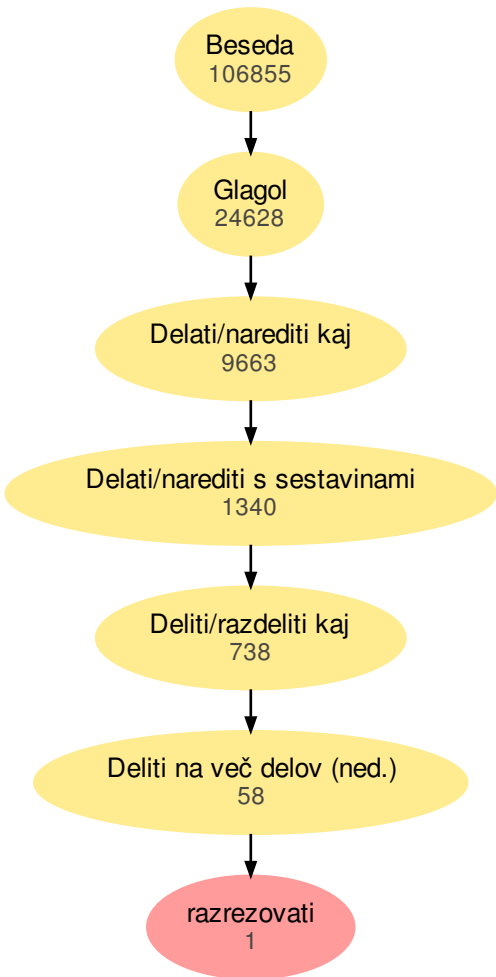 Beseda
106855
Glagol
24628
Delati/narediti kaj
9663
Delati/narediti s sestavinami
1340
Deliti/razdeliti kaj
738
Deliti na več delov (ned.)
58
razrezovati
1